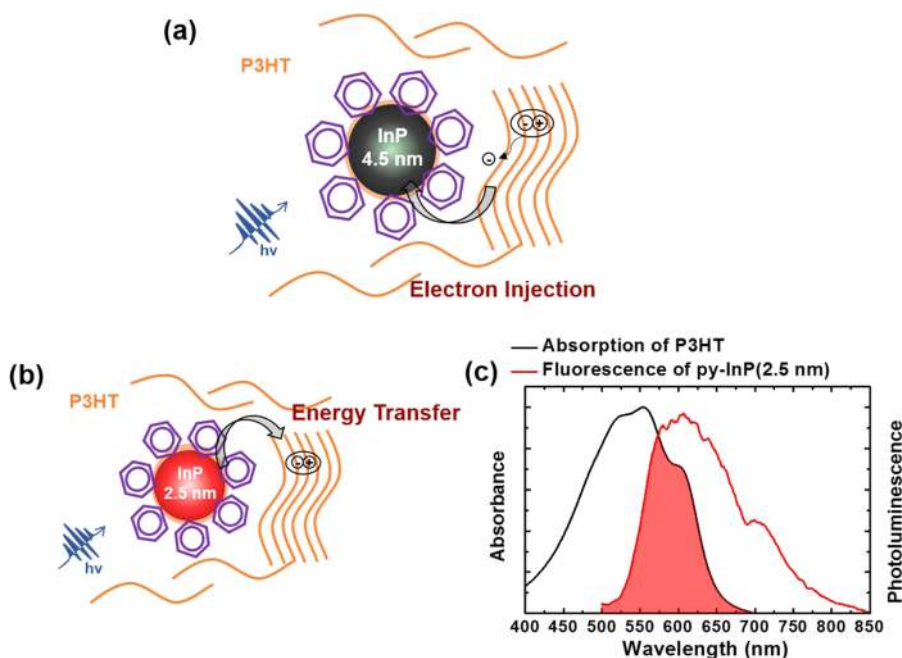 (a)
P3HT
InP
4.5 nm
- +
-
hν
Electron Injection
(b)
P3HT
Energy Transfer
InP
2.5 nm
- +
hν
(c)
Absorption of P3HT
Fluorescence of py-InP(2.5 nm)
Absorbance
Photoluminescence
400 450 500 550 600 650 700 750 800 850
Wavelength (nm)